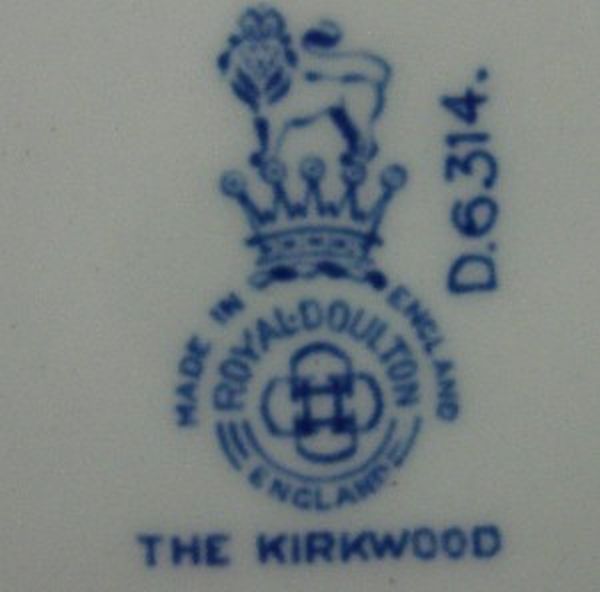 MADE IN ENGLAND
ROYAL·DOULTON
ENGLAND
D.6314.
THE KIRKWOOD